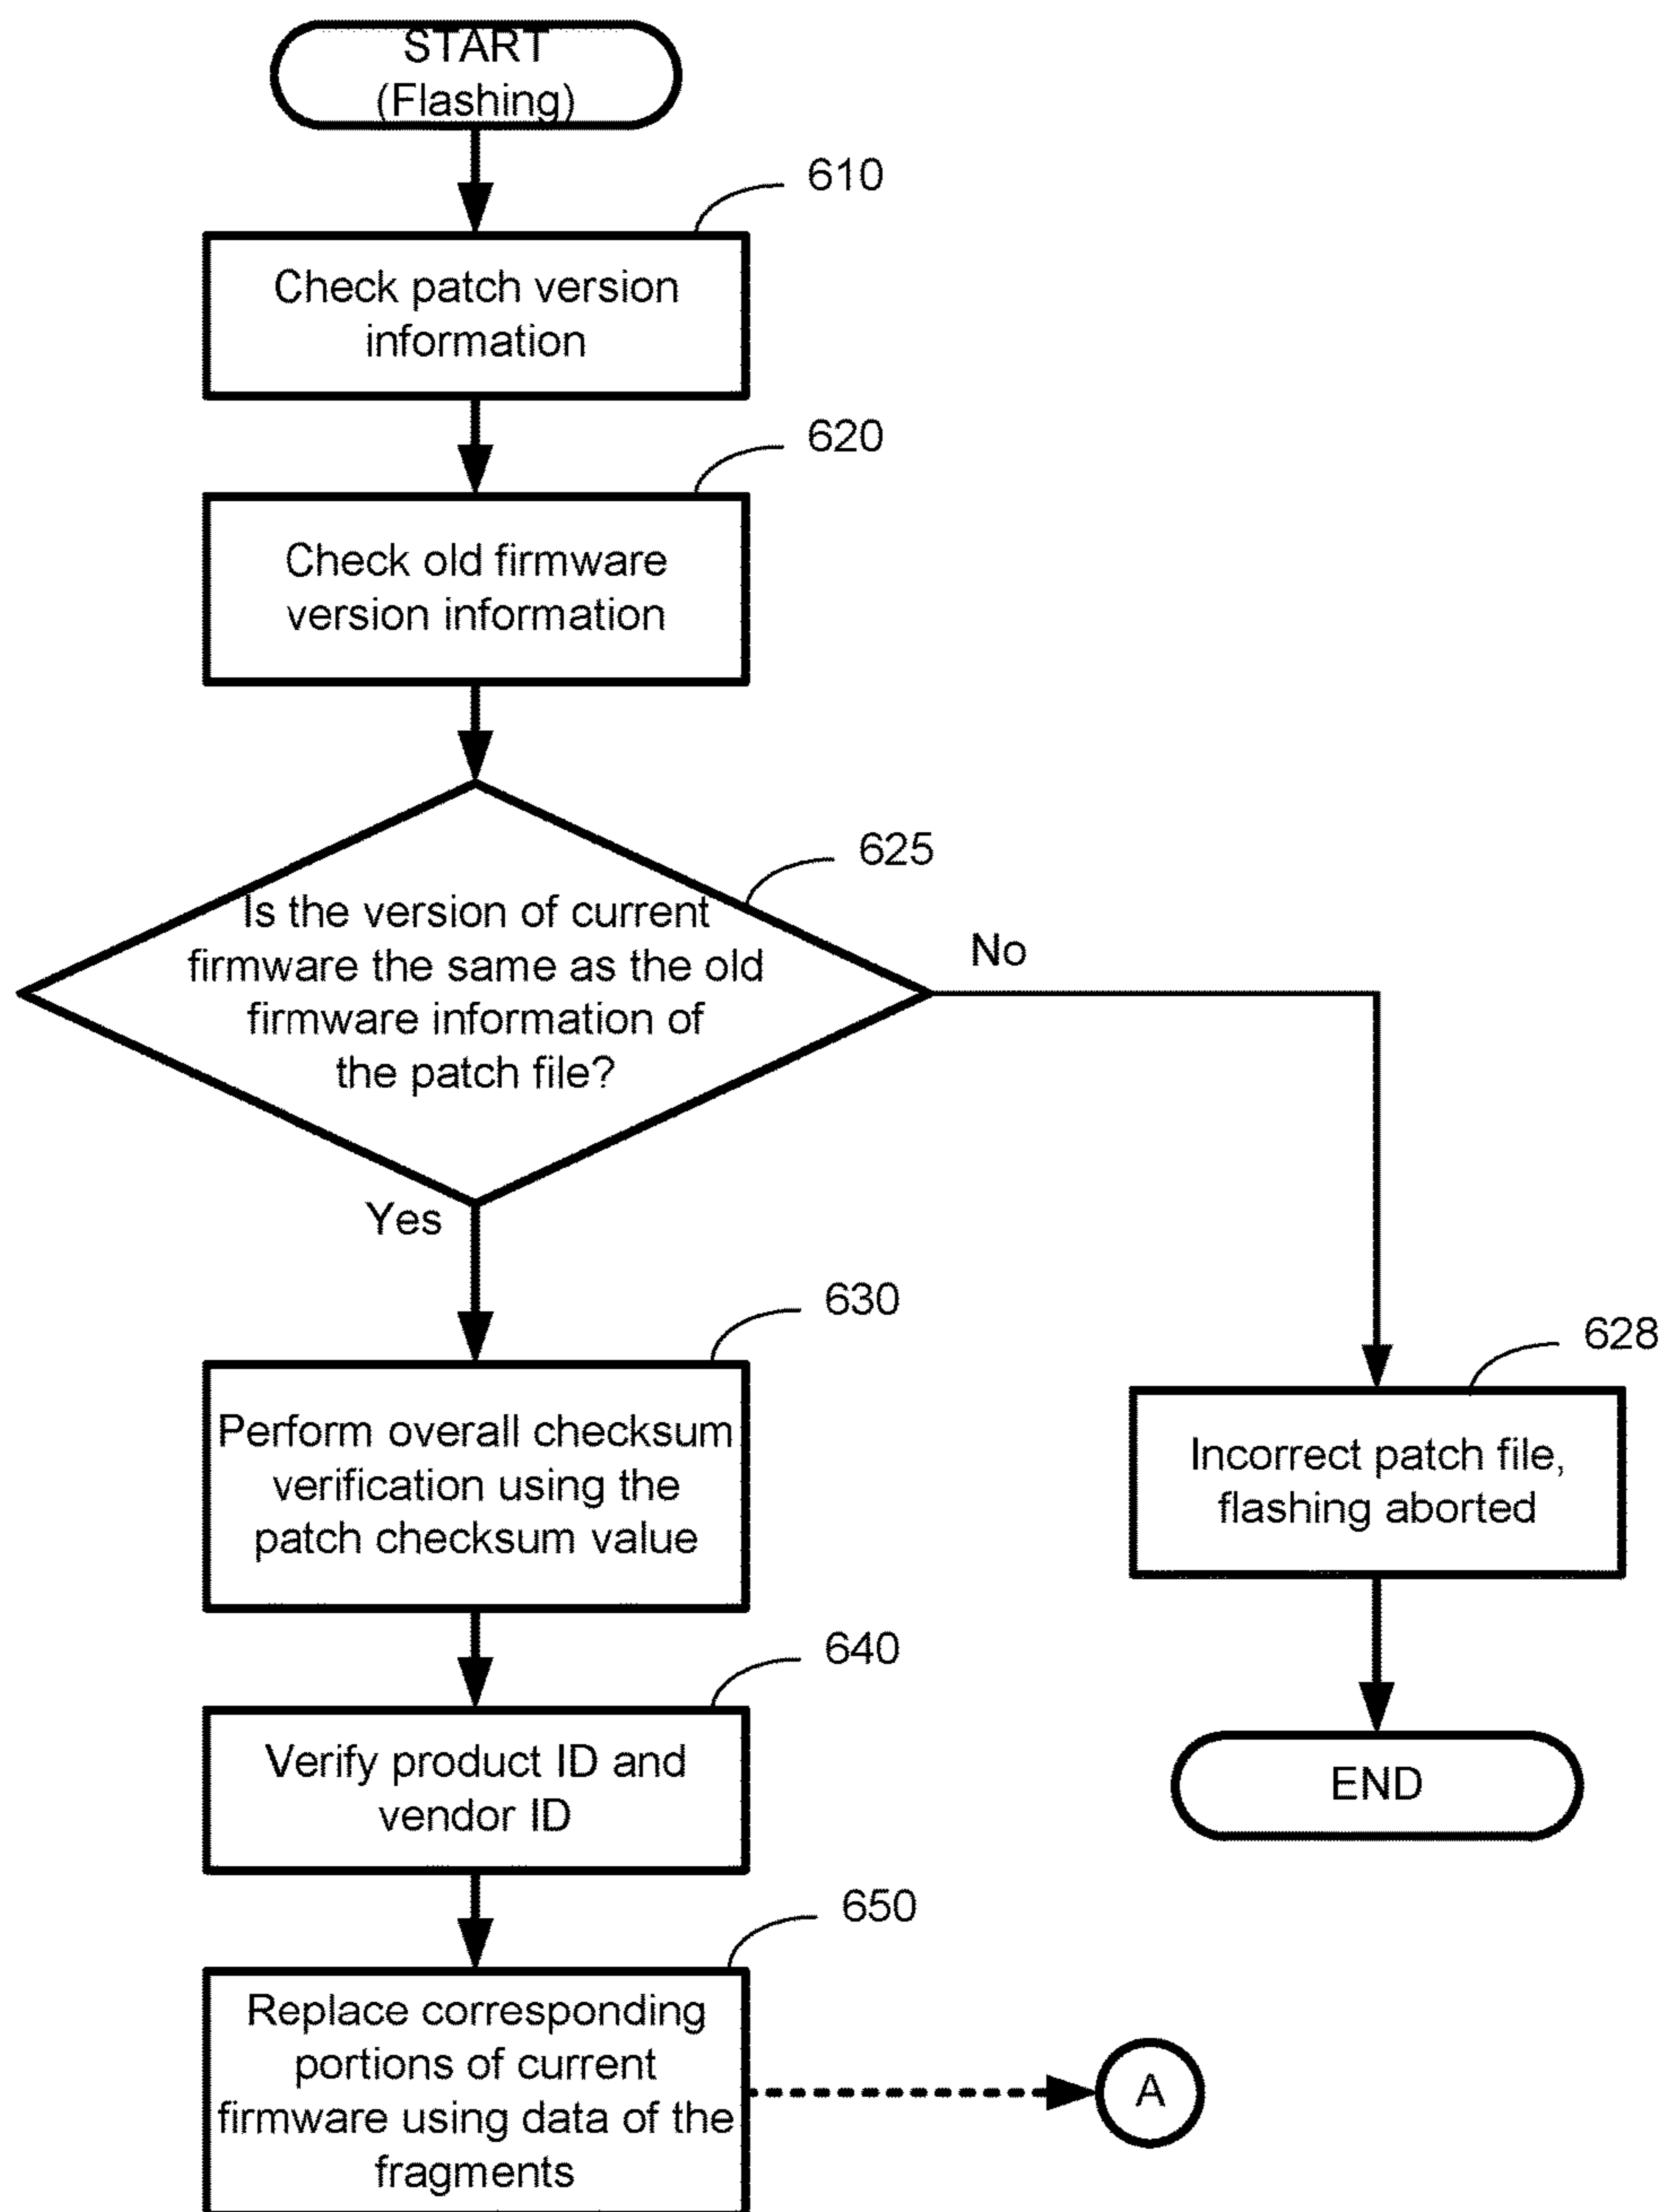 START
(Flashing)
610
Check patch version
information
620
Check old firmware
version information
625
Is the version of current
firmware the same as the old
firmware information of
the patch file?
No
Yes
630
Perform overall checksum
verification using the
patch checksum value
628
Incorrect patch file,
flashing aborted
640
Verify product ID and
vendor ID
END
650
Replace corresponding
portions of current
firmware using data of the
fragments
A